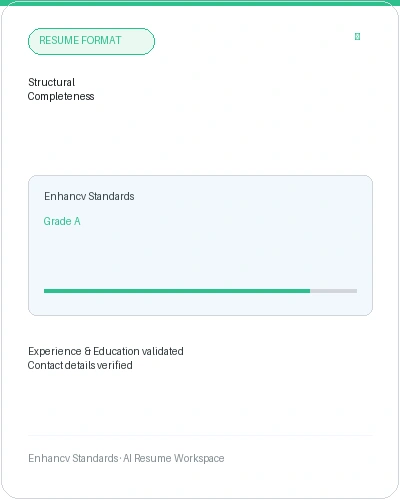 RESUME FORMAT
Structural
Completeness
Enhancv Standards
Grade A
Experience & Education validated
Contact details verified
Enhancv Standards · AI Resume Workspace